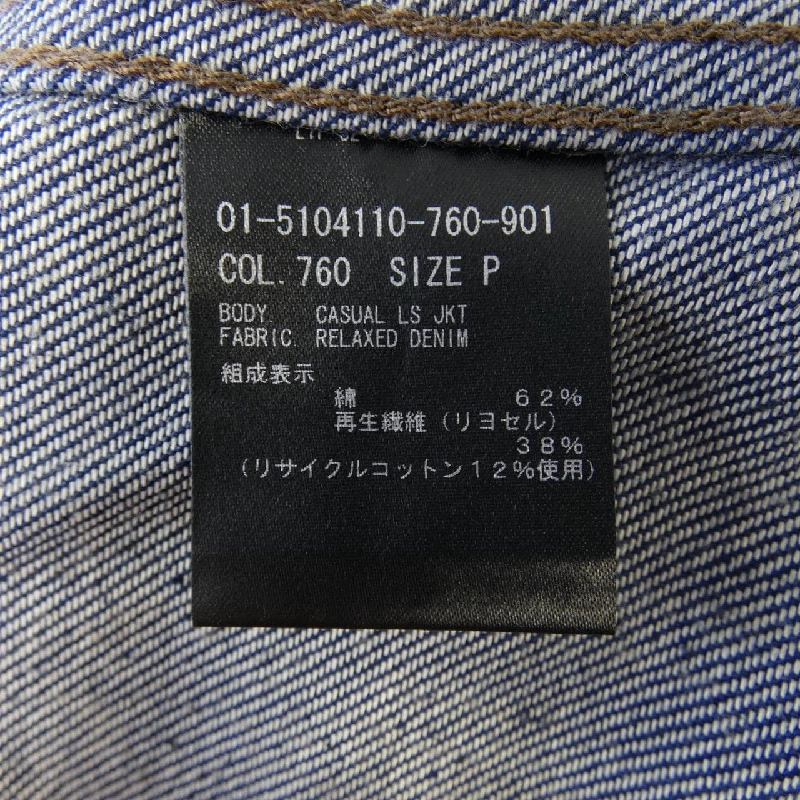 01-5104110-760-901
COL. 760 SIZE P
BODY. CASUAL LS JKT
FABRIC. RELAXED DENIM
組成表示
綿 62%
再生繊維(リヨセル)
38%
(リサイクルコットン12%使用)